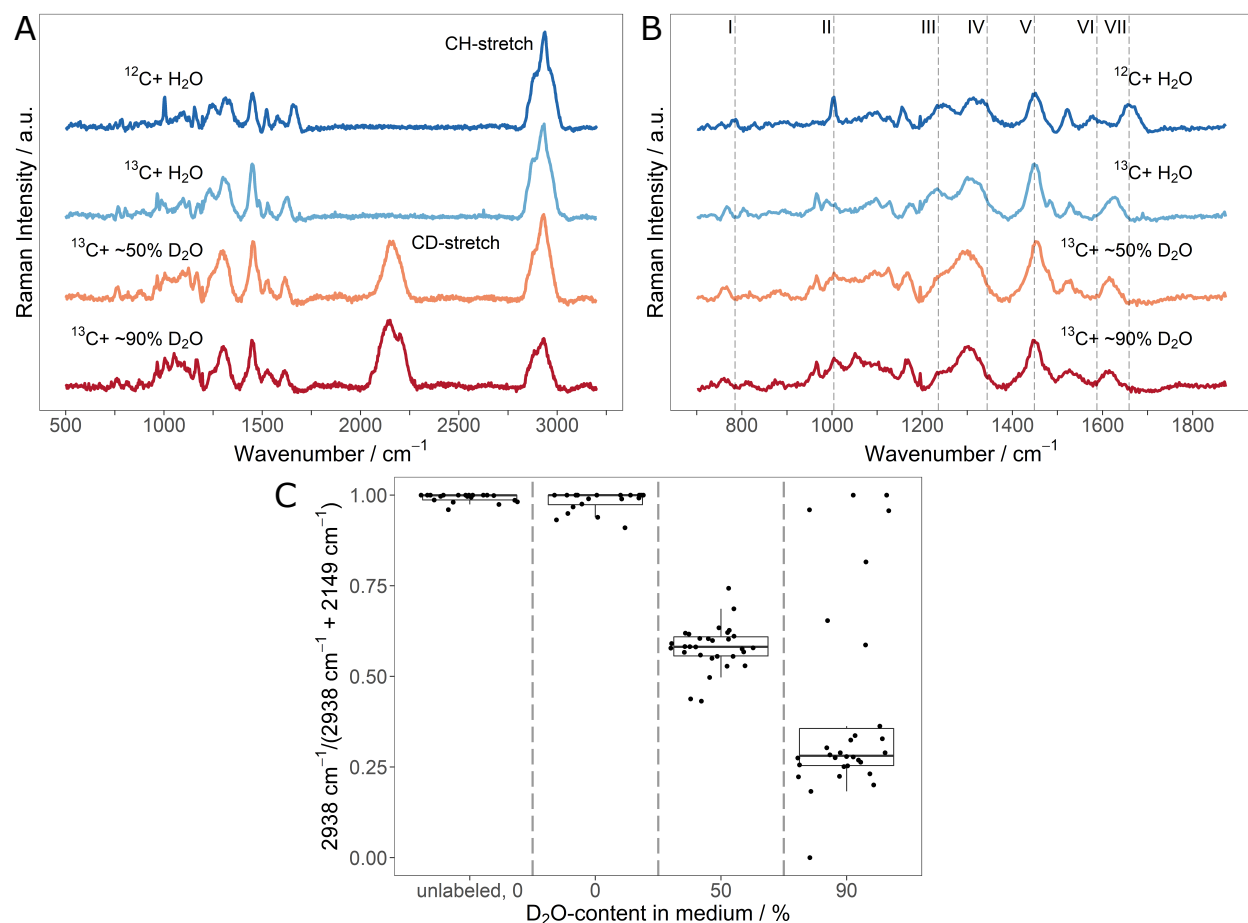 A
CH-stretch
¹²C+ H₂O
¹³C+ H₂O
CD-stretch
¹³C+ ~50% D₂O
¹³C+ ~90% D₂O
Raman Intensity / a.u.
500 1000 1500 2000 2500 3000
Wavenumber / cm⁻¹
B
I II III IV V VI VII
¹²C+ H₂O
¹³C+ H₂O
¹³C+ ~50% D₂O
¹³C+ ~90% D₂O
Raman Intensity / a.u.
800 1000 1200 1400 1600 1800
Wavenumber / cm⁻¹
C
2938 cm⁻¹/(2938 cm⁻¹ + 2149 cm⁻¹)
1.00
0.75
0.50
0.25
0.00
unlabeled, 0 0 50 90
D₂O-content in medium / %